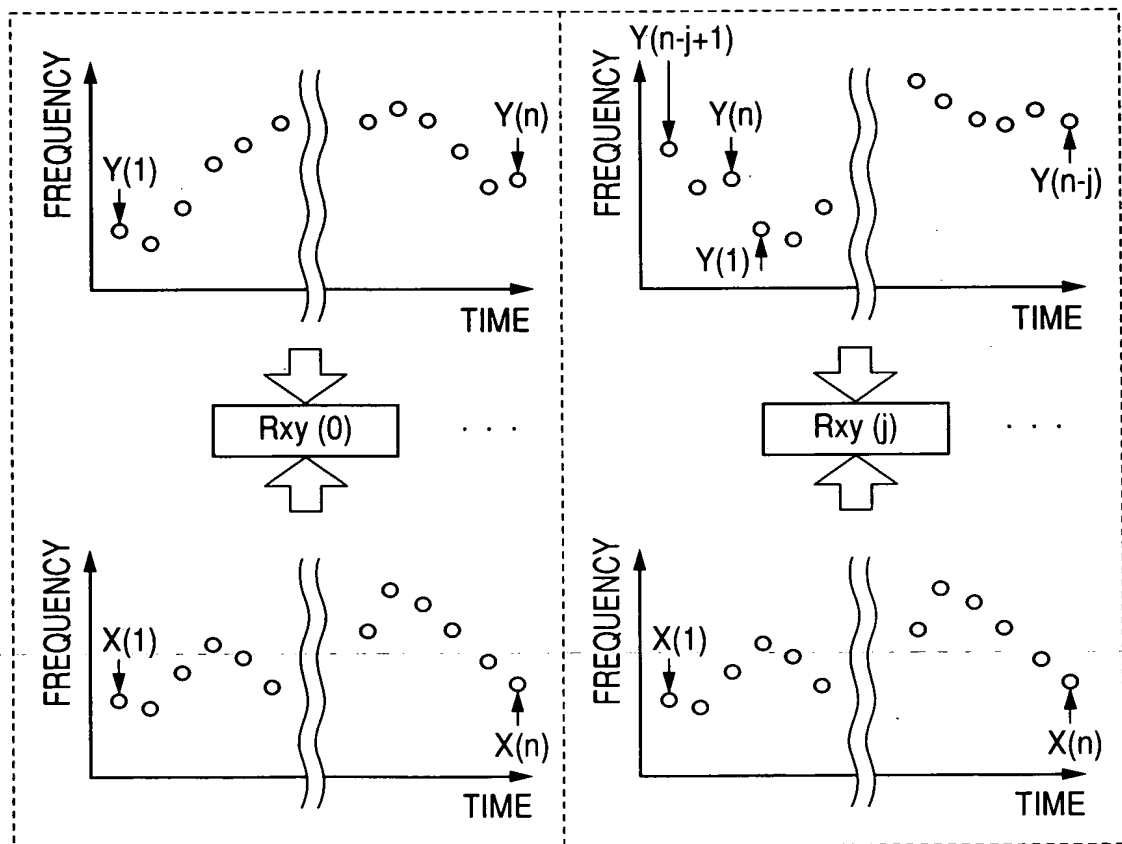 FREQUENCY
Y(1)
Y(n)
TIME
Rxy (0)
. . .
FREQUENCY
X(1)
X(n)
TIME
FREQUENCY
Y(n-j+1)
Y(n)
Y(1)
Y(n-j)
TIME
Rxy (j)
. . .
FREQUENCY
X(1)
X(n)
TIME